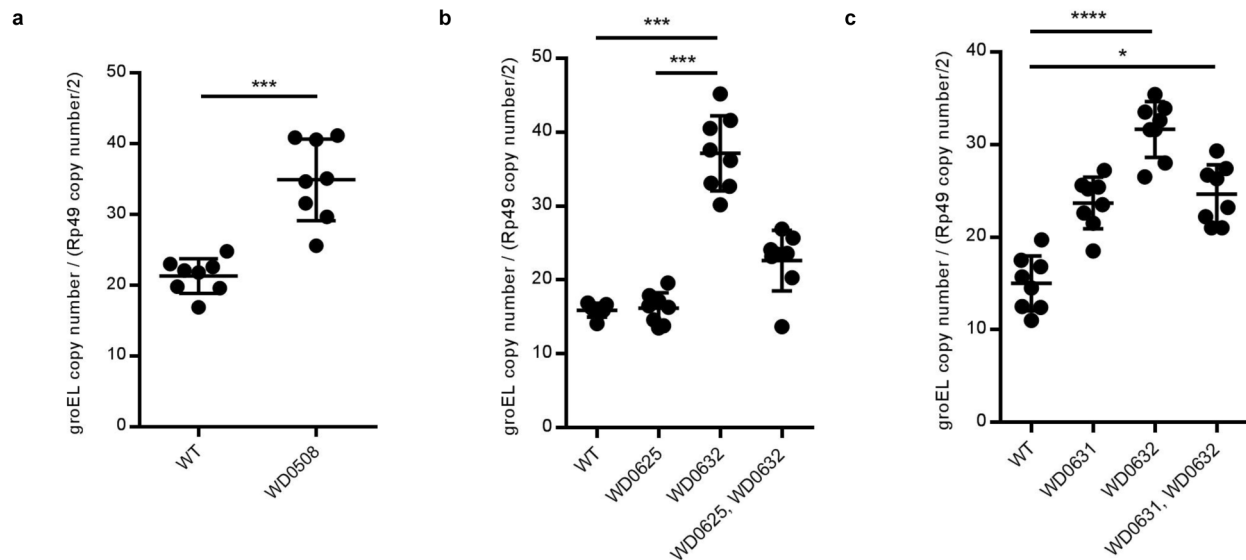 a
groEL copy number / (Rp49 copy number/2)
50
40
30
20
10
0
***
WT
WD0508
b
groEL copy number / (Rp49 copy number/2)
50
40
30
20
10
0
***
***
WT
WD0625
WD0632
WD0625, WD0632
c
groEL copy number / (Rp49 copy number/2)
40
30
20
10
0
****
*
WT
WD0631
WD0632
WD0631, WD0632